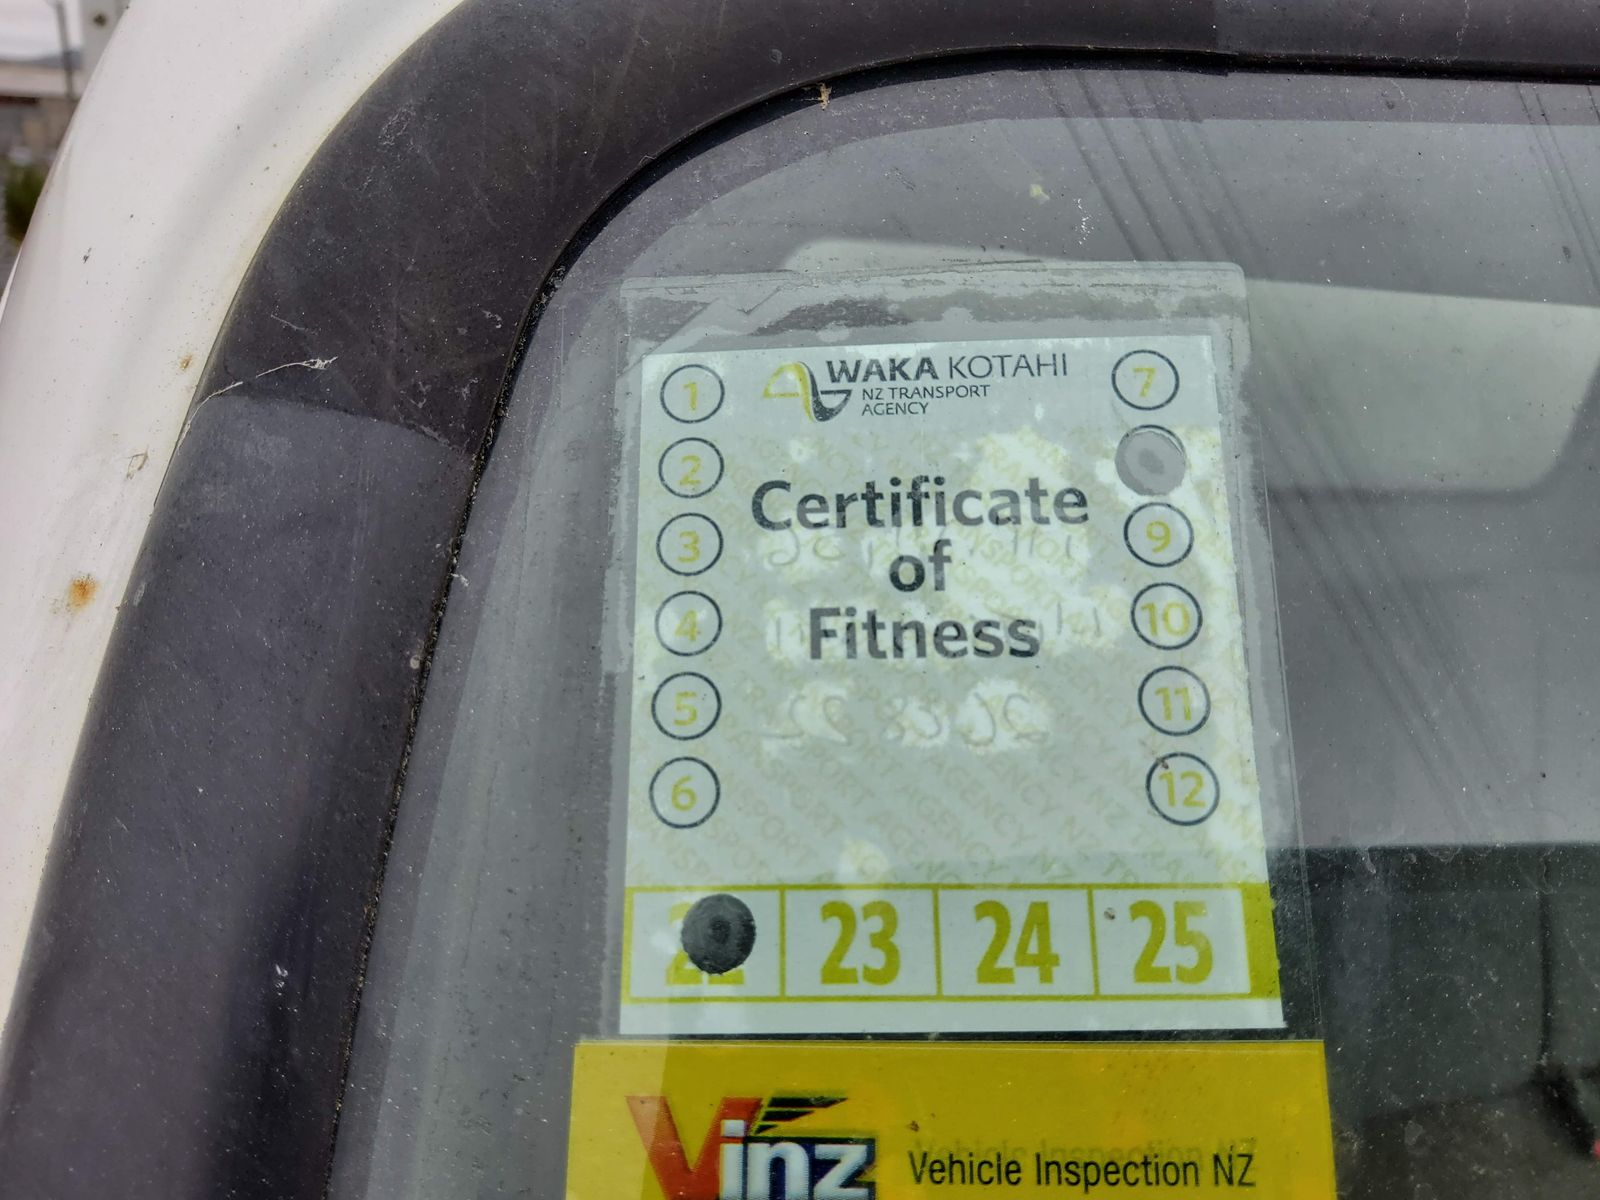 WAKA KOTAHI
NZ TRANSPORT
AGENCY
1
2
3
4
5
6
7
9
10
11
12
Certificate
of
Fitness
22 23 24 25
Vinz
Vehicle Inspection NZ